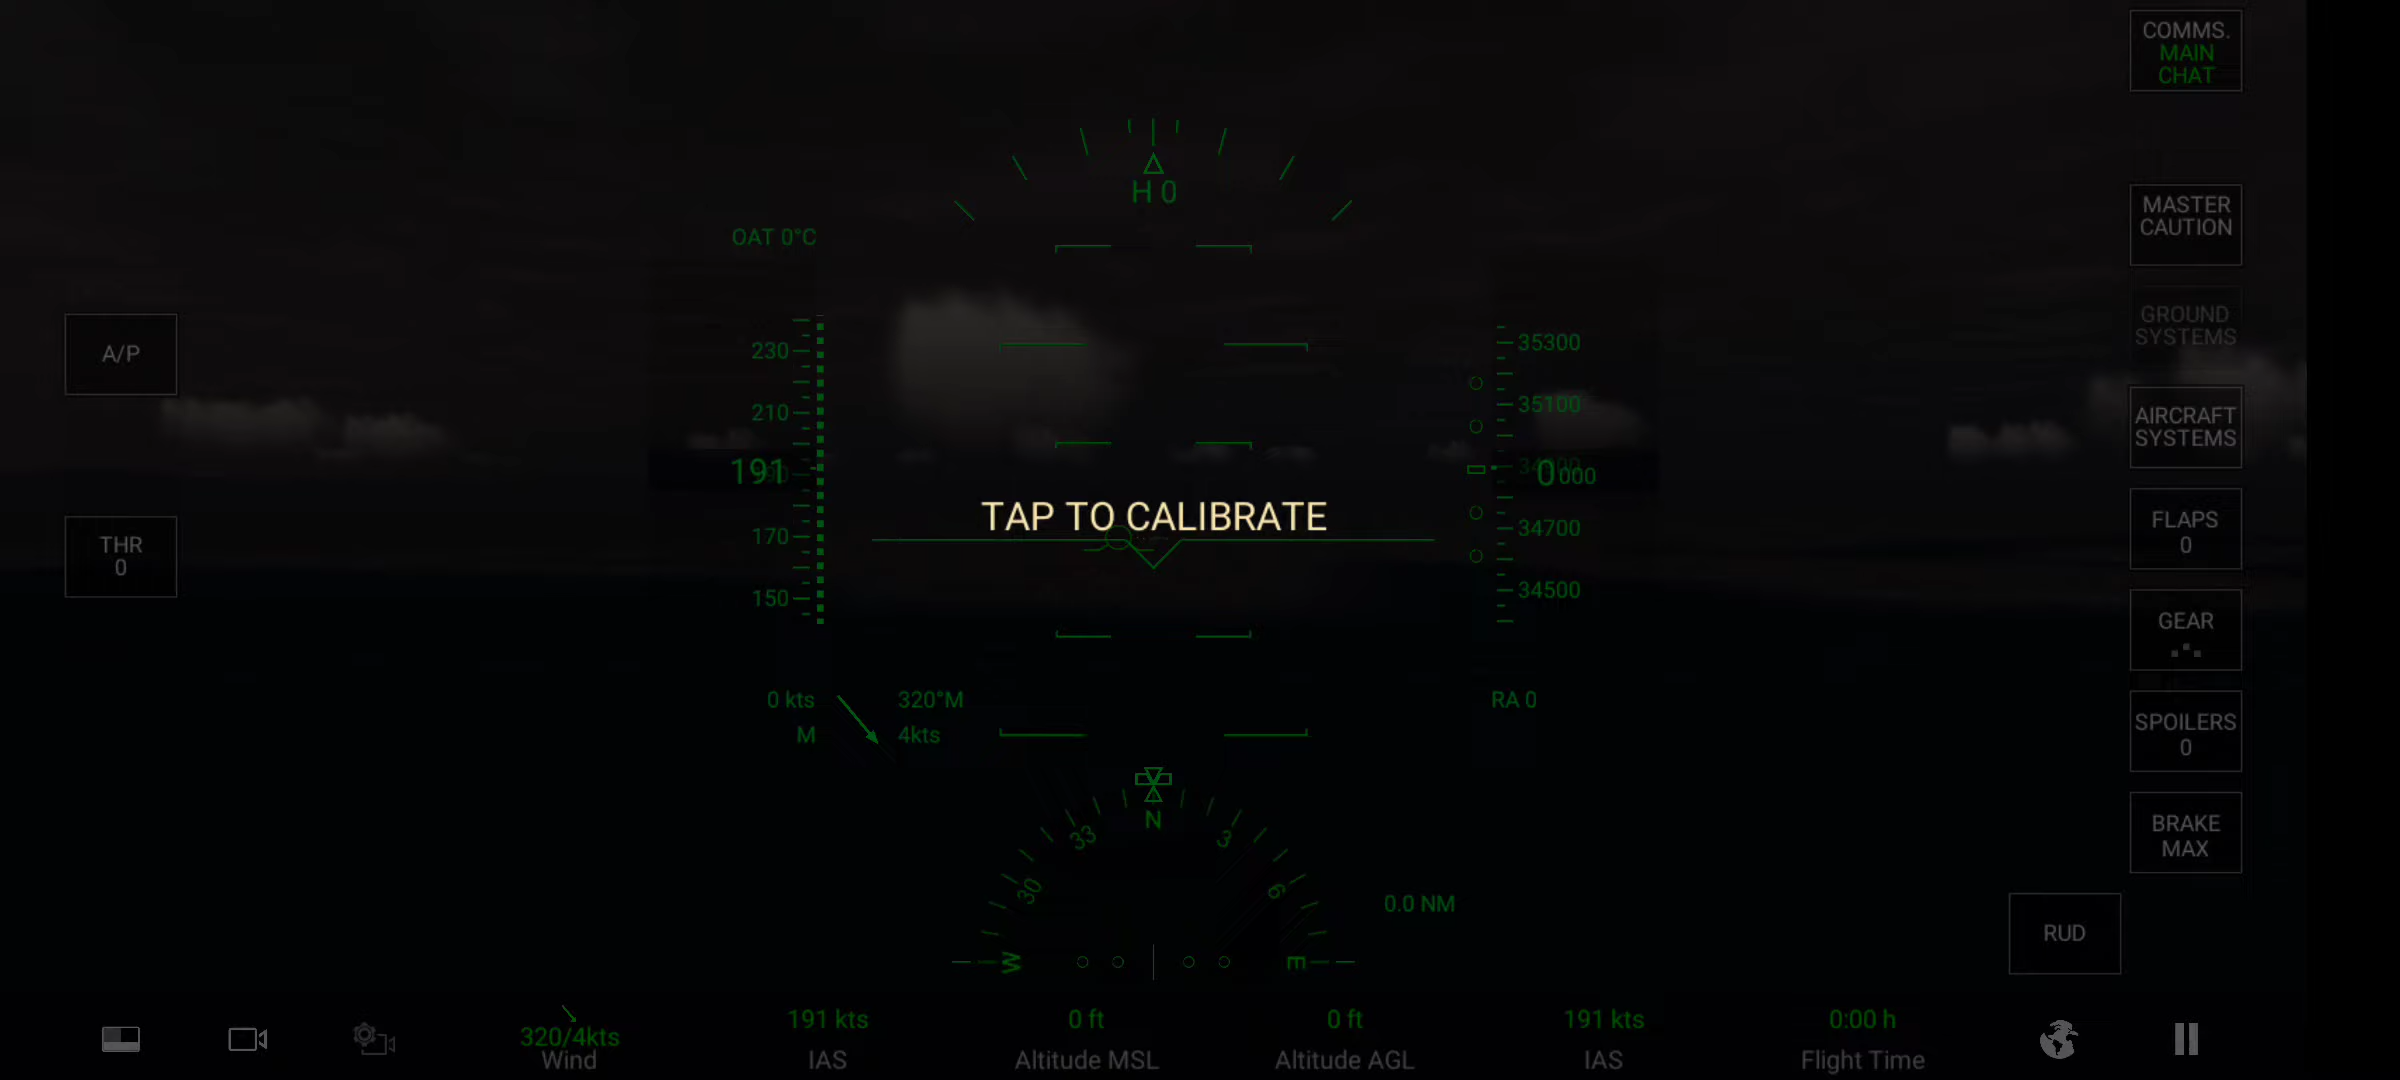 COMMS.
MAIN
CHAT
H 0
MASTER
CAUTION
OAT 0°C
GROUND
SYSTEMS
A/P
230
35300
210
35100
AIRCRAFT
SYSTEMS
191
0000
TAP TO CALIBRATE
170
34700
FLAPS
0
THR
0
150
34500
GEAR
0 kts
320°M
RA 0
M
4kts
SPOILERS
0
N
33
3
30
6
BRAKE
MAX
0.0 NM
W
E
RUD
320/4kts
Wind
191 kts
IAS
0 ft
Altitude MSL
0 ft
Altitude AGL
191 kts
IAS
0:00 h
Flight Time